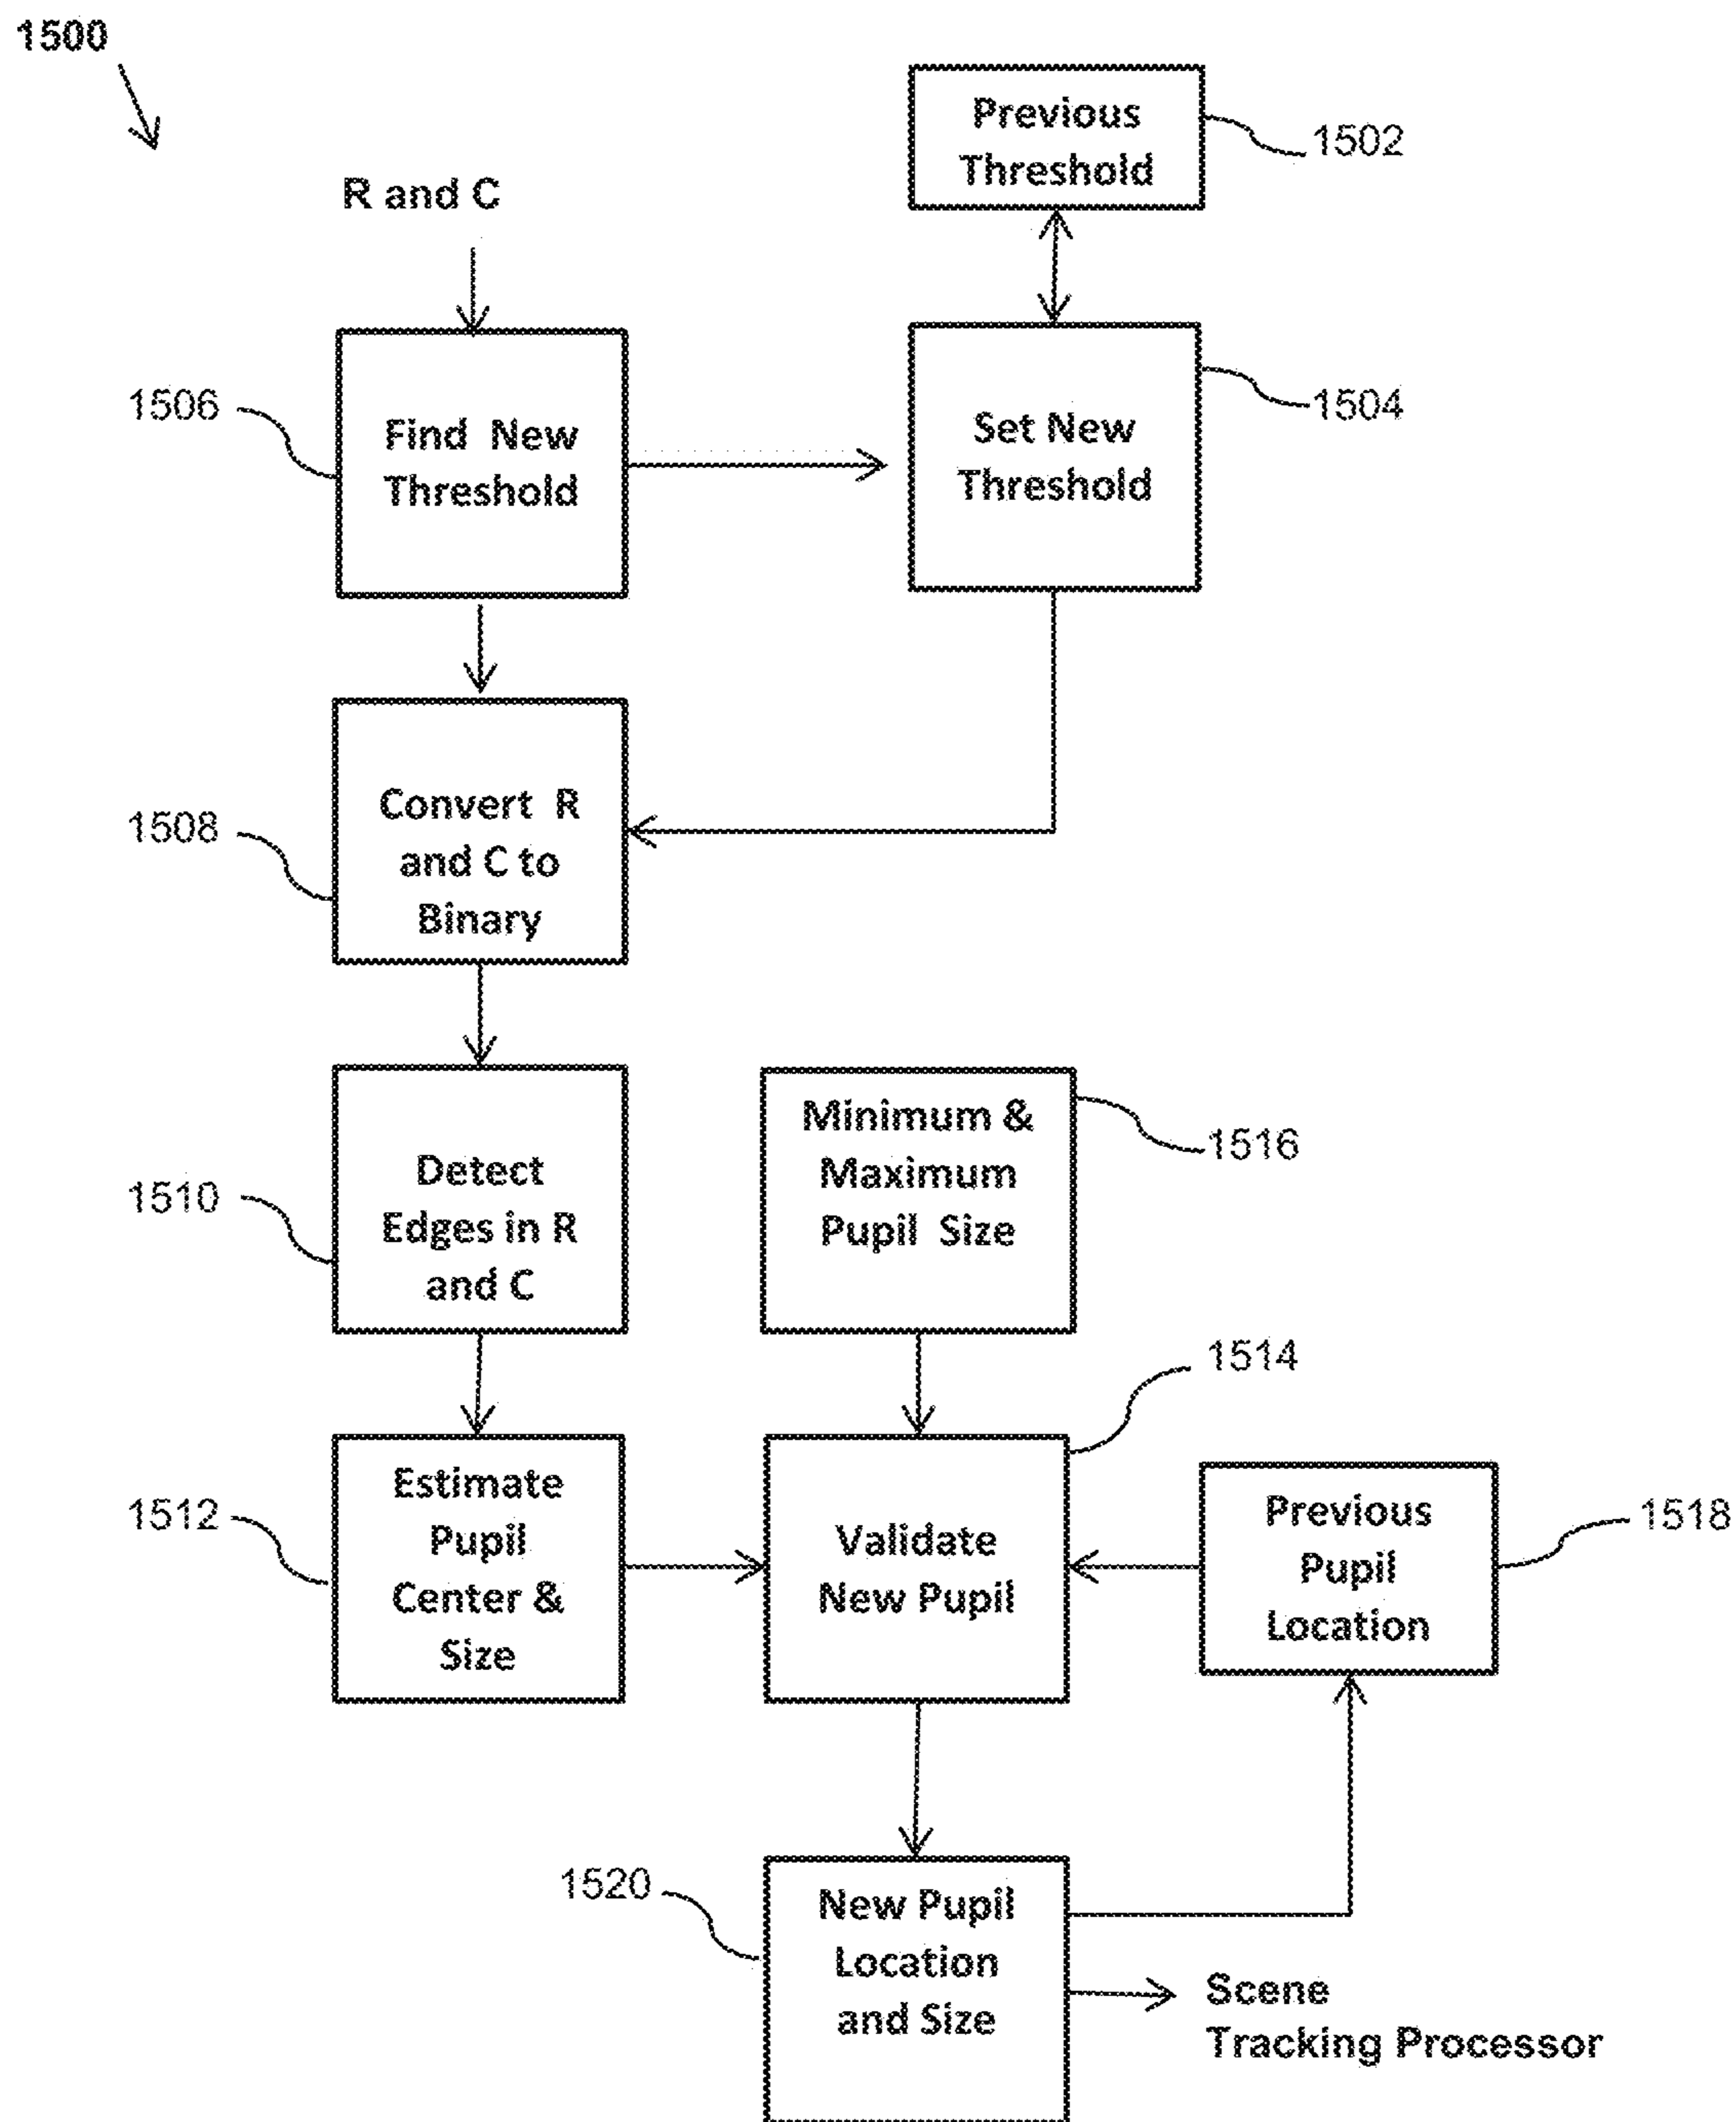 1500
Previous
Threshold
1502
R and C
1506
Find New
Threshold
Set New
Threshold
1504
1508
Convert R
and C to
Binary
1510
Detect
Edges in R
and C
Minimum &
Maximum
Pupil Size
1516
1514
1512
Estimate
Pupil
Center &
Size
Validate
New Pupil
Previous
Pupil
Location
1518
1520
New Pupil
Location
and Size
Scene
Tracking Processor